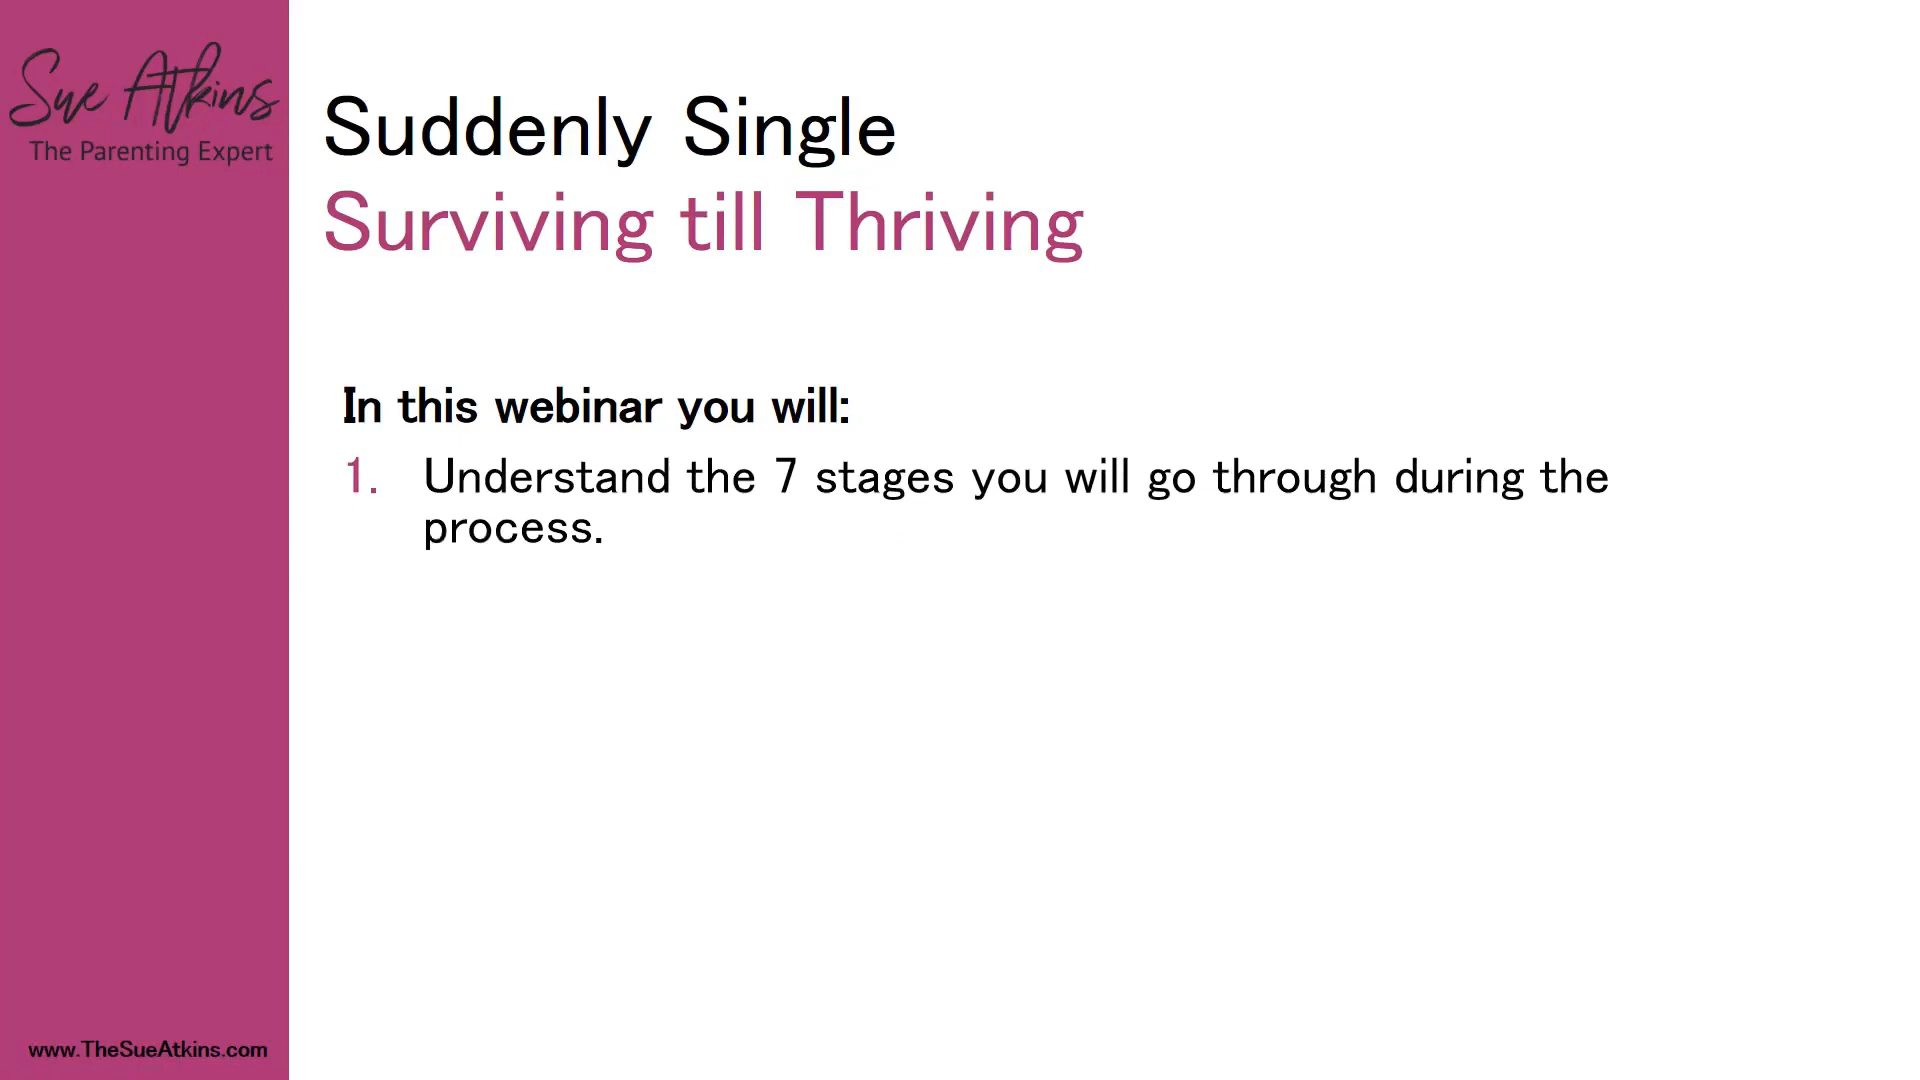 Sue Atkins
The Parenting Expert
Suddenly Single
Surviving till Thriving
In this webinar you will:
1. Understand the 7 stages you will go through during the
process.
www.TheSueAtkins.com